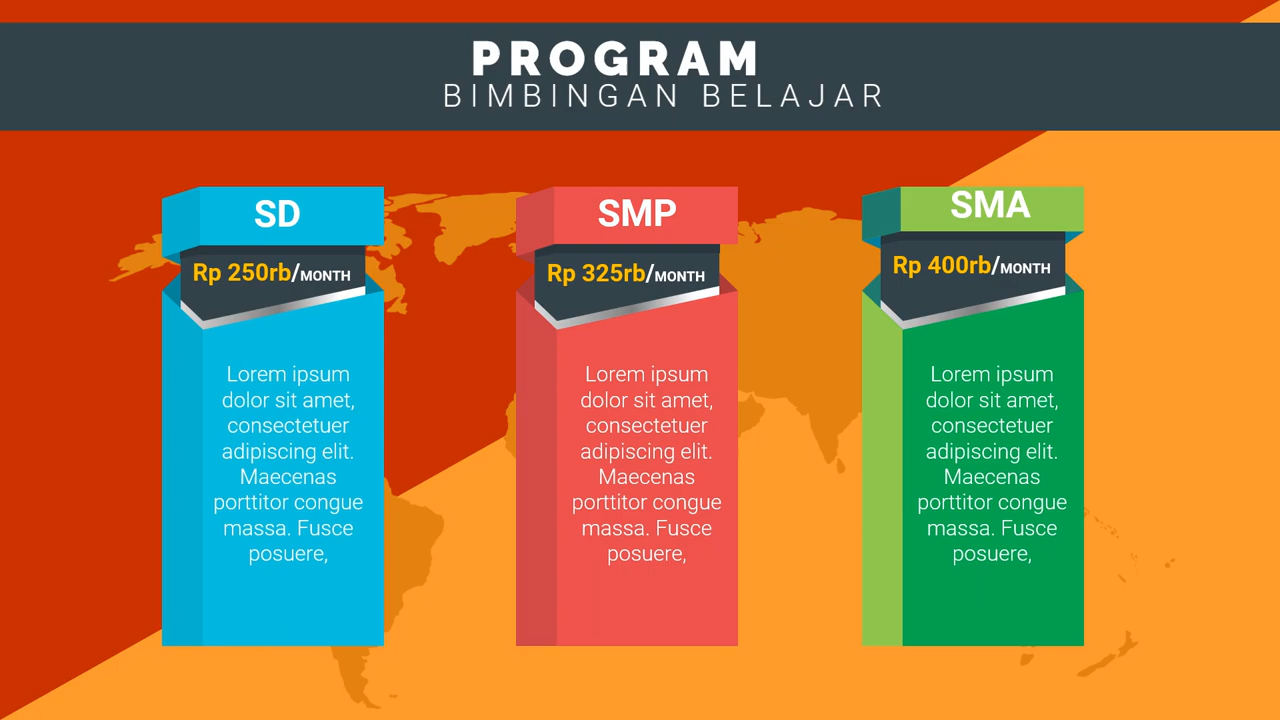 PROGRAM
BIMBINGAN BELAJAR
SD
Rp 250rb/MONTH
Lorem ipsum
dolor sit amet,
consectetuer
adipiscing elit.
Maecenas
porttitor congue
massa. Fusce
posuere,
SMP
Rp 325rb/MONTH
Lorem ipsum
dolor sit amet,
consectetuer
adipiscing elit.
Maecenas
porttitor congue
massa. Fusce
posuere,
SMA
Rp 400rb/MONTH
Lorem ipsum
dolor sit amet,
consectetuer
adipiscing elit.
Maecenas
porttitor congue
massa. Fusce
posuere,